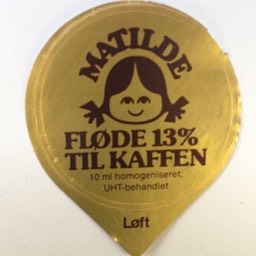 MATILDE
FLØDE 13%
TIL KAFFEN
10 ml homogeniseret,
UHT-behandlet
Løft